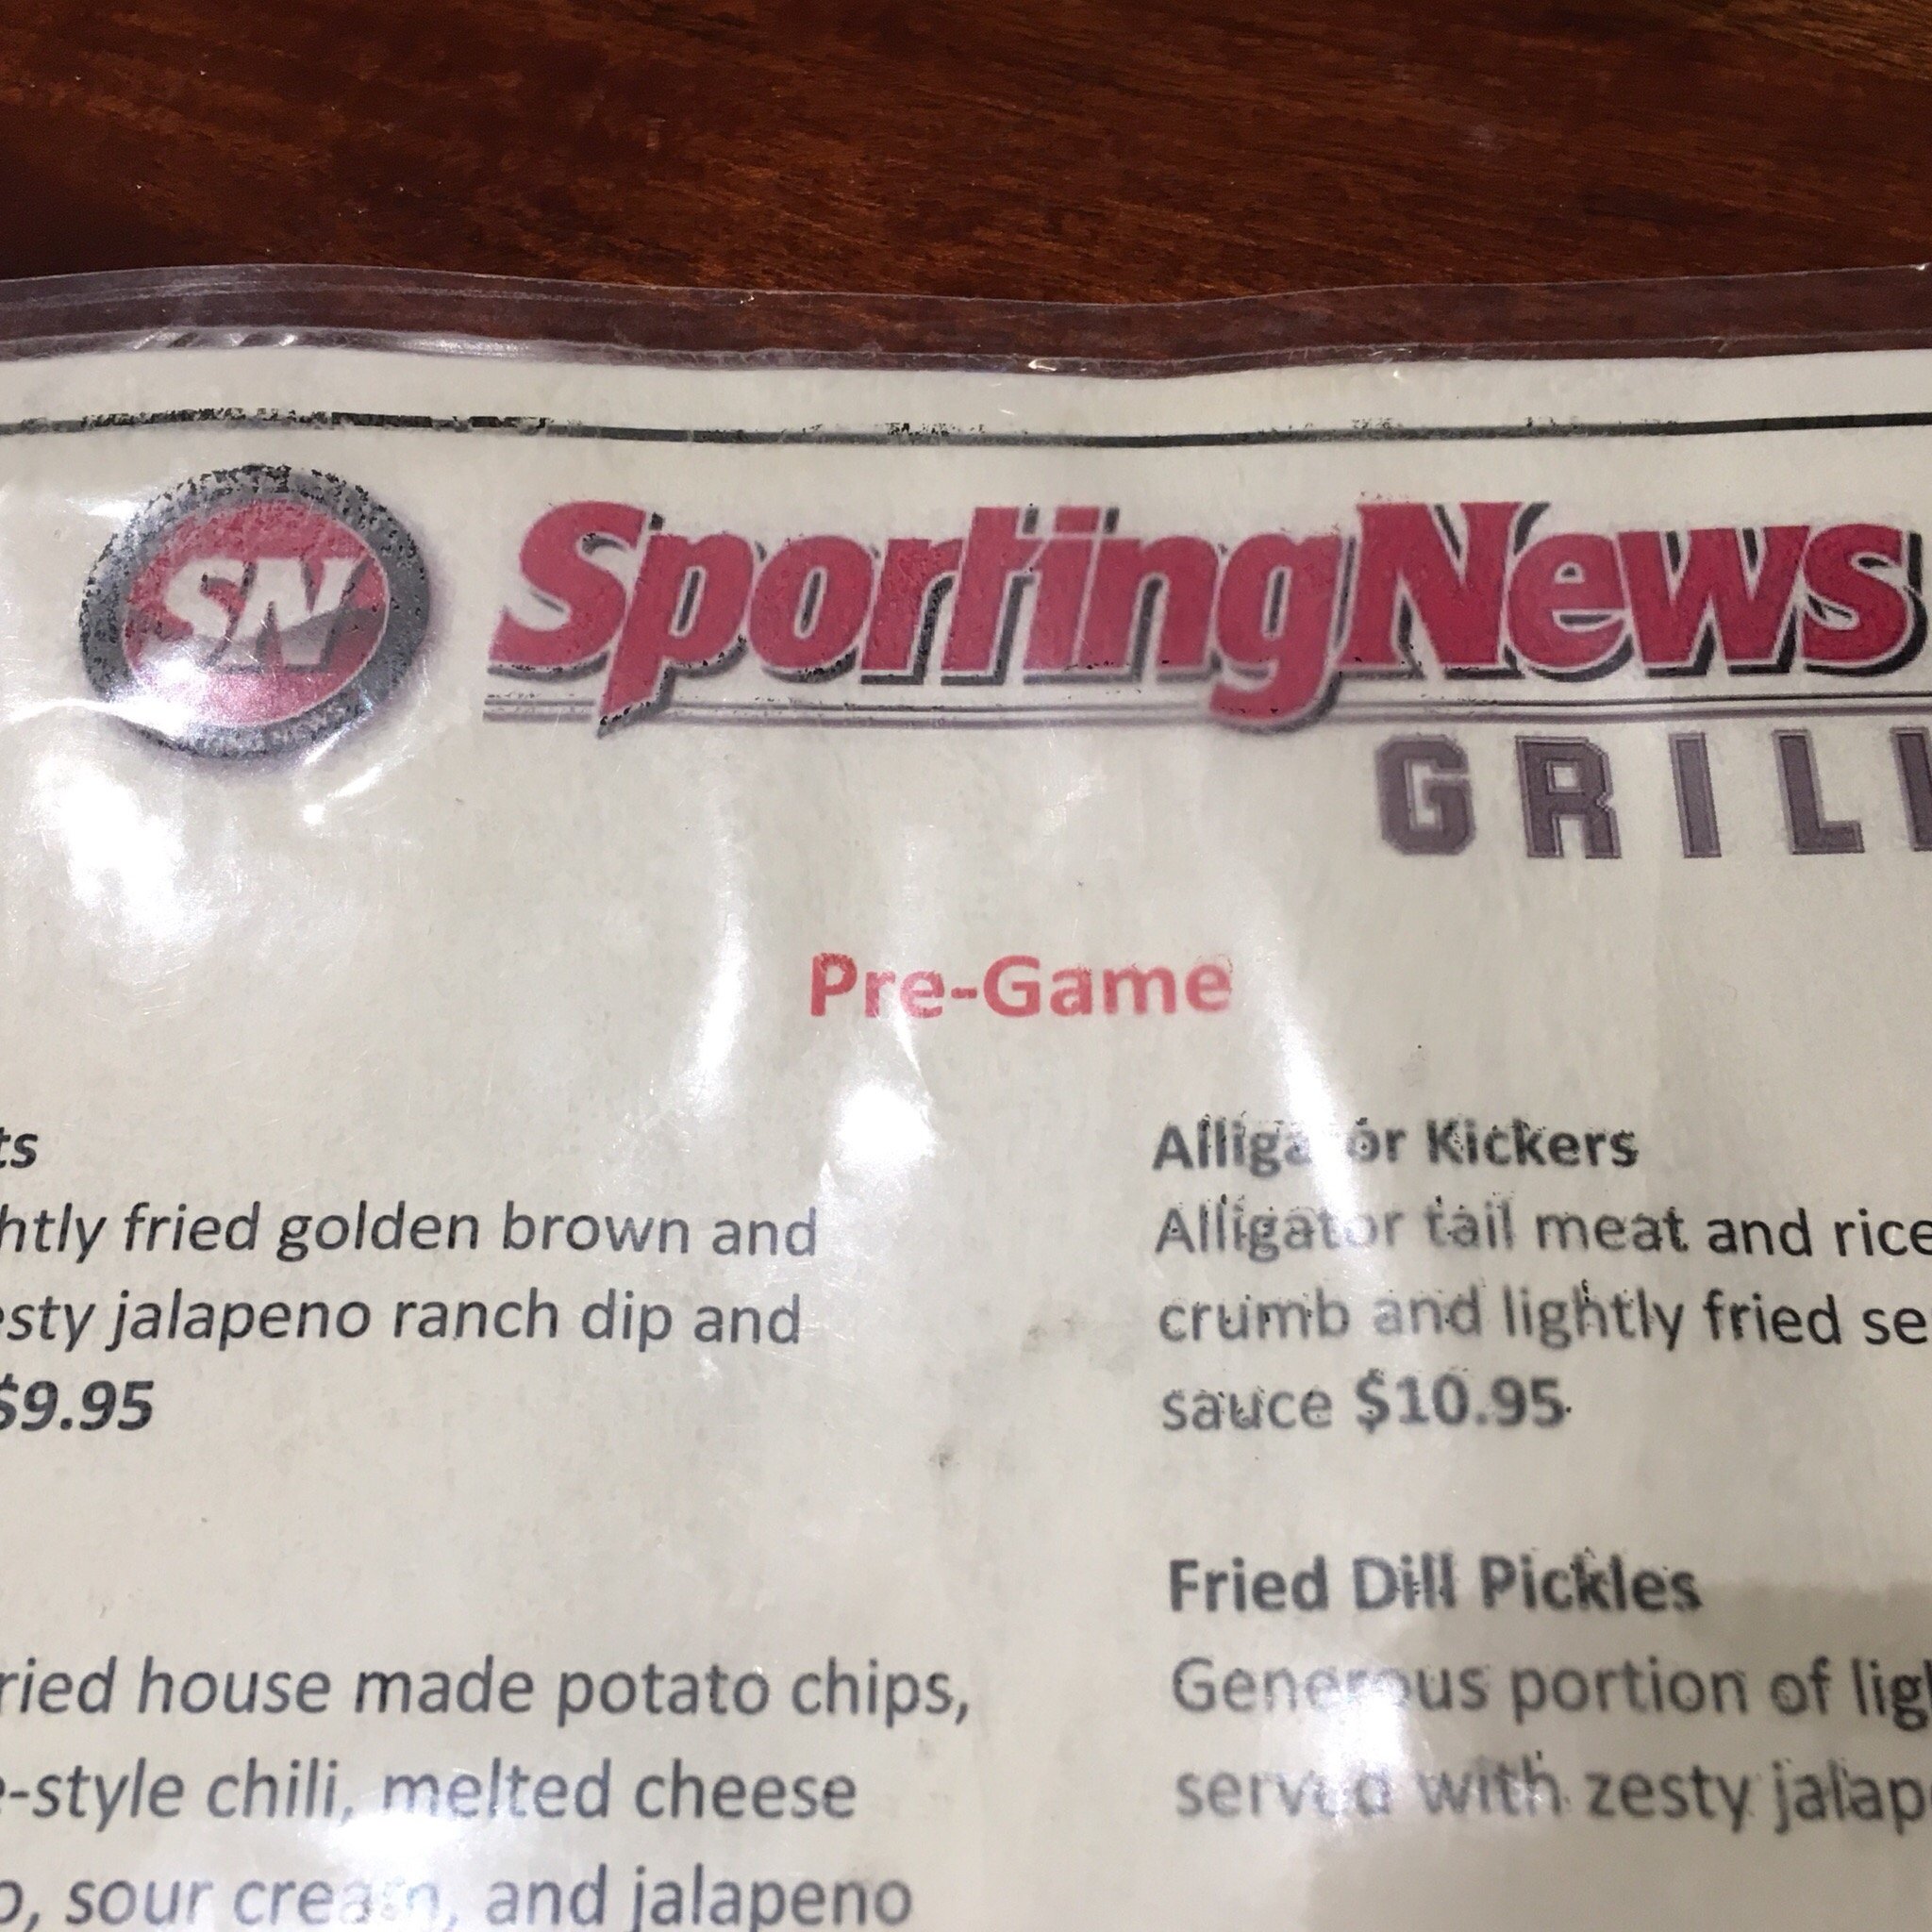 SN
SportingNews
GRILL
Pre-Game
ts
htly fried golden brown and
esty jalapeno ranch dip and
$9.95
ried house made potato chips,
e-style chili, melted cheese
o, sour cream, and jalapeno
Alligator Kickers
Alligator tail meat and rice
crumb and lightly fried se
sauce $10.95
Fried Dill Pickles
Generous portion of ligh
served with zesty jalap